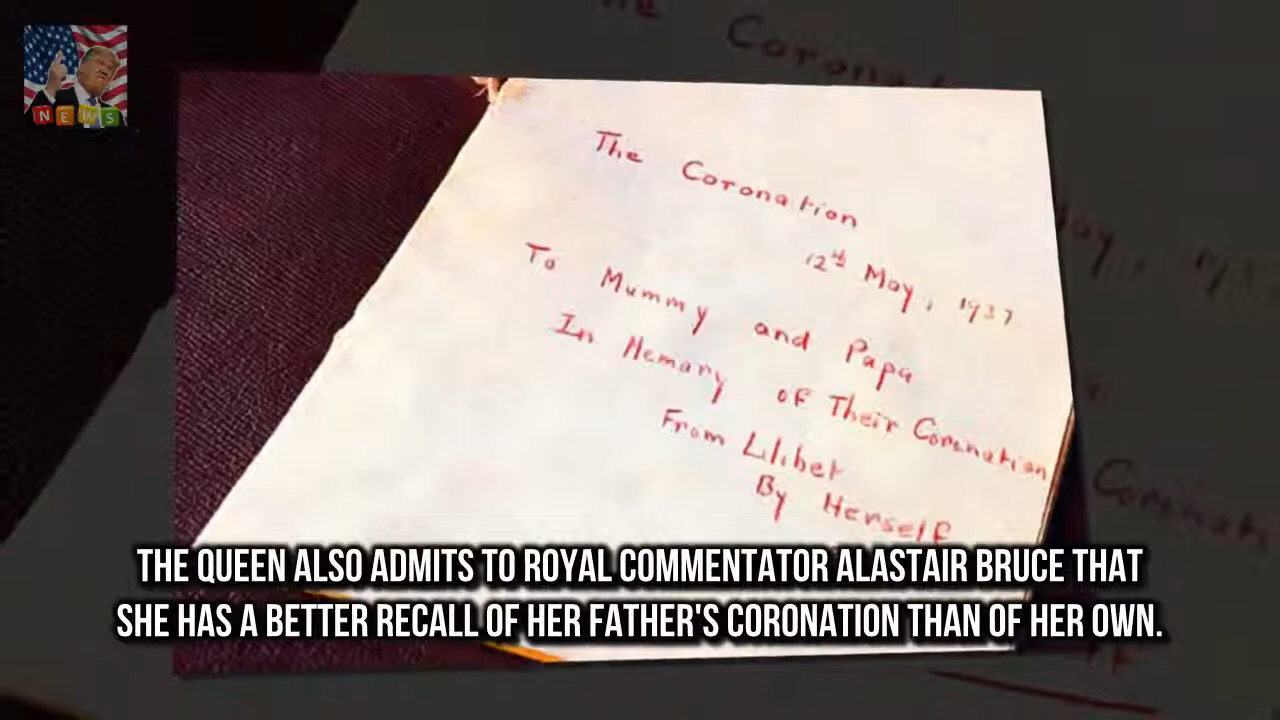 NEWS
The Coronation
12th May, 1937
To Mummy and Papa
In Memary of Their Coronation
From Lilibet
By Herself
THE QUEEN ALSO ADMITS TO ROYAL COMMENTATOR ALASTAIR BRUCE THAT
SHE HAS A BETTER RECALL OF HER FATHER'S CORONATION THAN OF HER OWN.